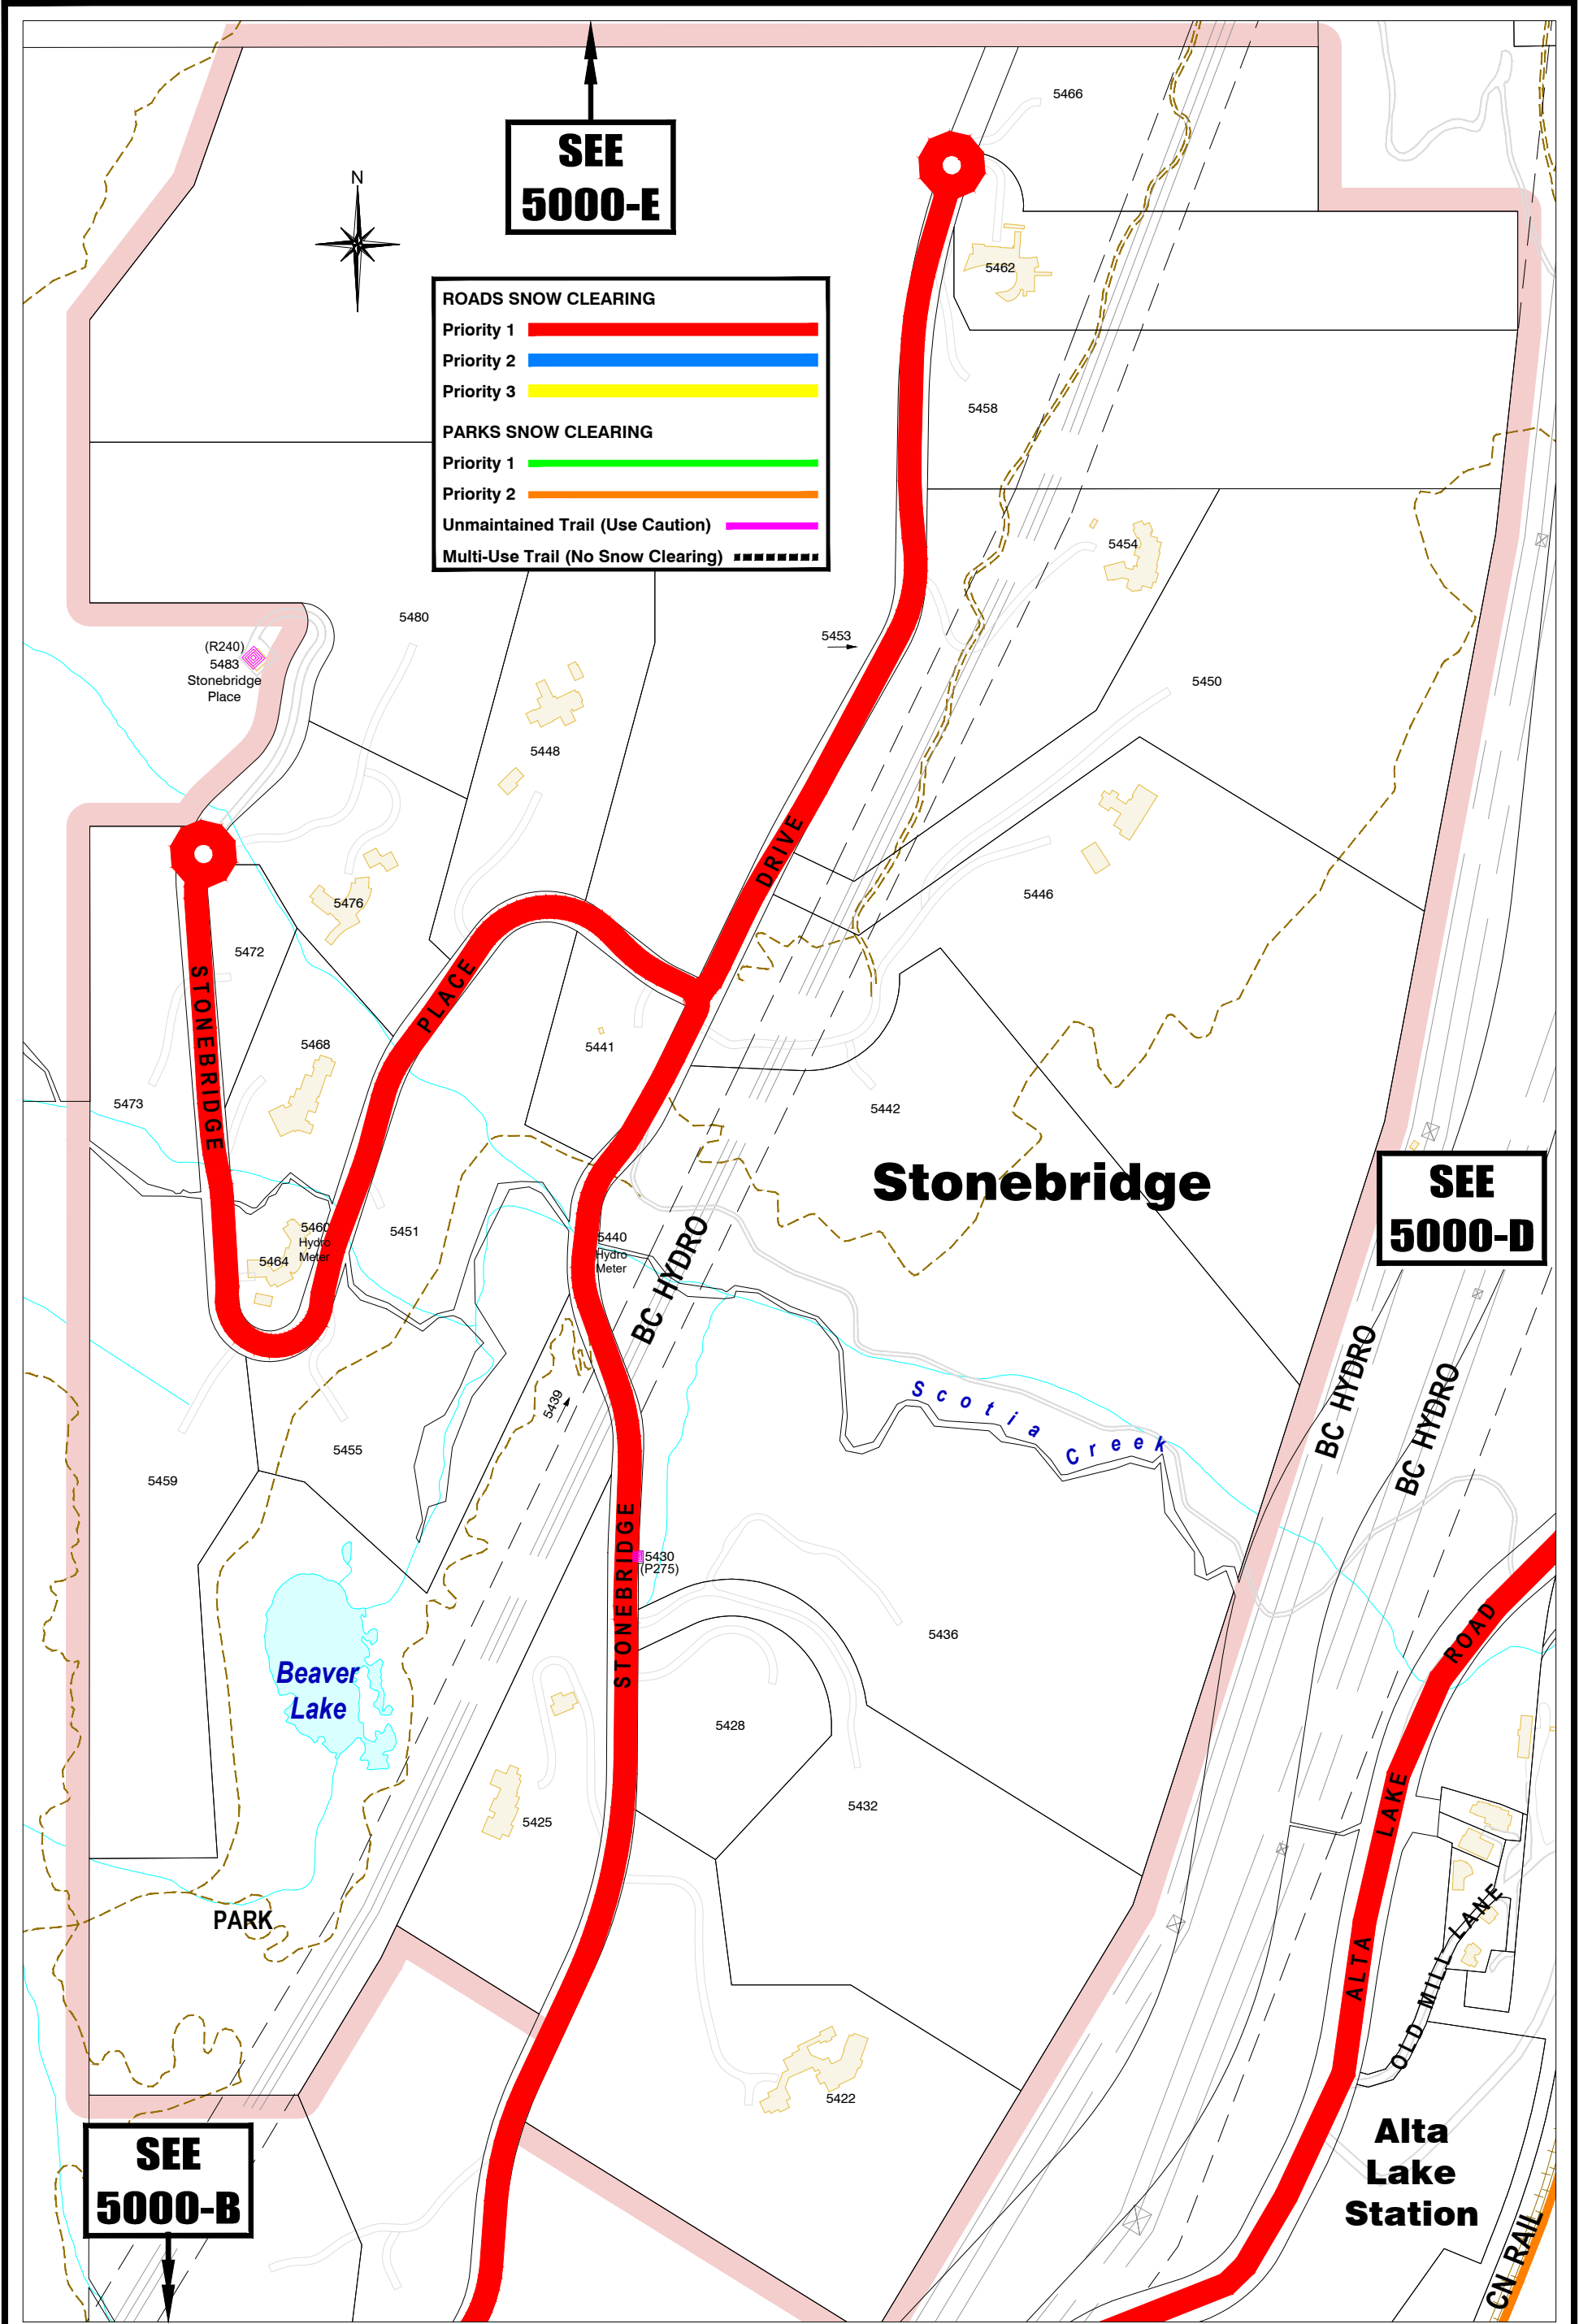 SEE
5000-E
N
ROADS SNOW CLEARING
Priority 1
Priority 2
Priority 3
PARKS SNOW CLEARING
Priority 1
Priority 2
Unmaintained Trail (Use Caution)
Multi-Use Trail (No Snow Clearing)
5466
5462
5458
5454
5453
5450
5480
(R240)
5483
Stonebridge
Place
5448
DRIVE
5446
5476
5472
PLACE
STONEBRIDGE
5441
5468
5473
5442
Stonebridge
SEE
5000-D
5460
Hydro
Meter
5464
5451
5440
Hydro
Meter
BC HYDRO
BC HYDRO
BC HYDRO
5439
Scotia
Creek
5455
5459
STONEBRIDGE
5430
(P275)
5436
Beaver
Lake
5428
5425
5432
PARK
ALTA LAKE ROAD
OLD MILL LANE
5422
SEE
5000-B
Alta
Lake
Station
CN RAIL